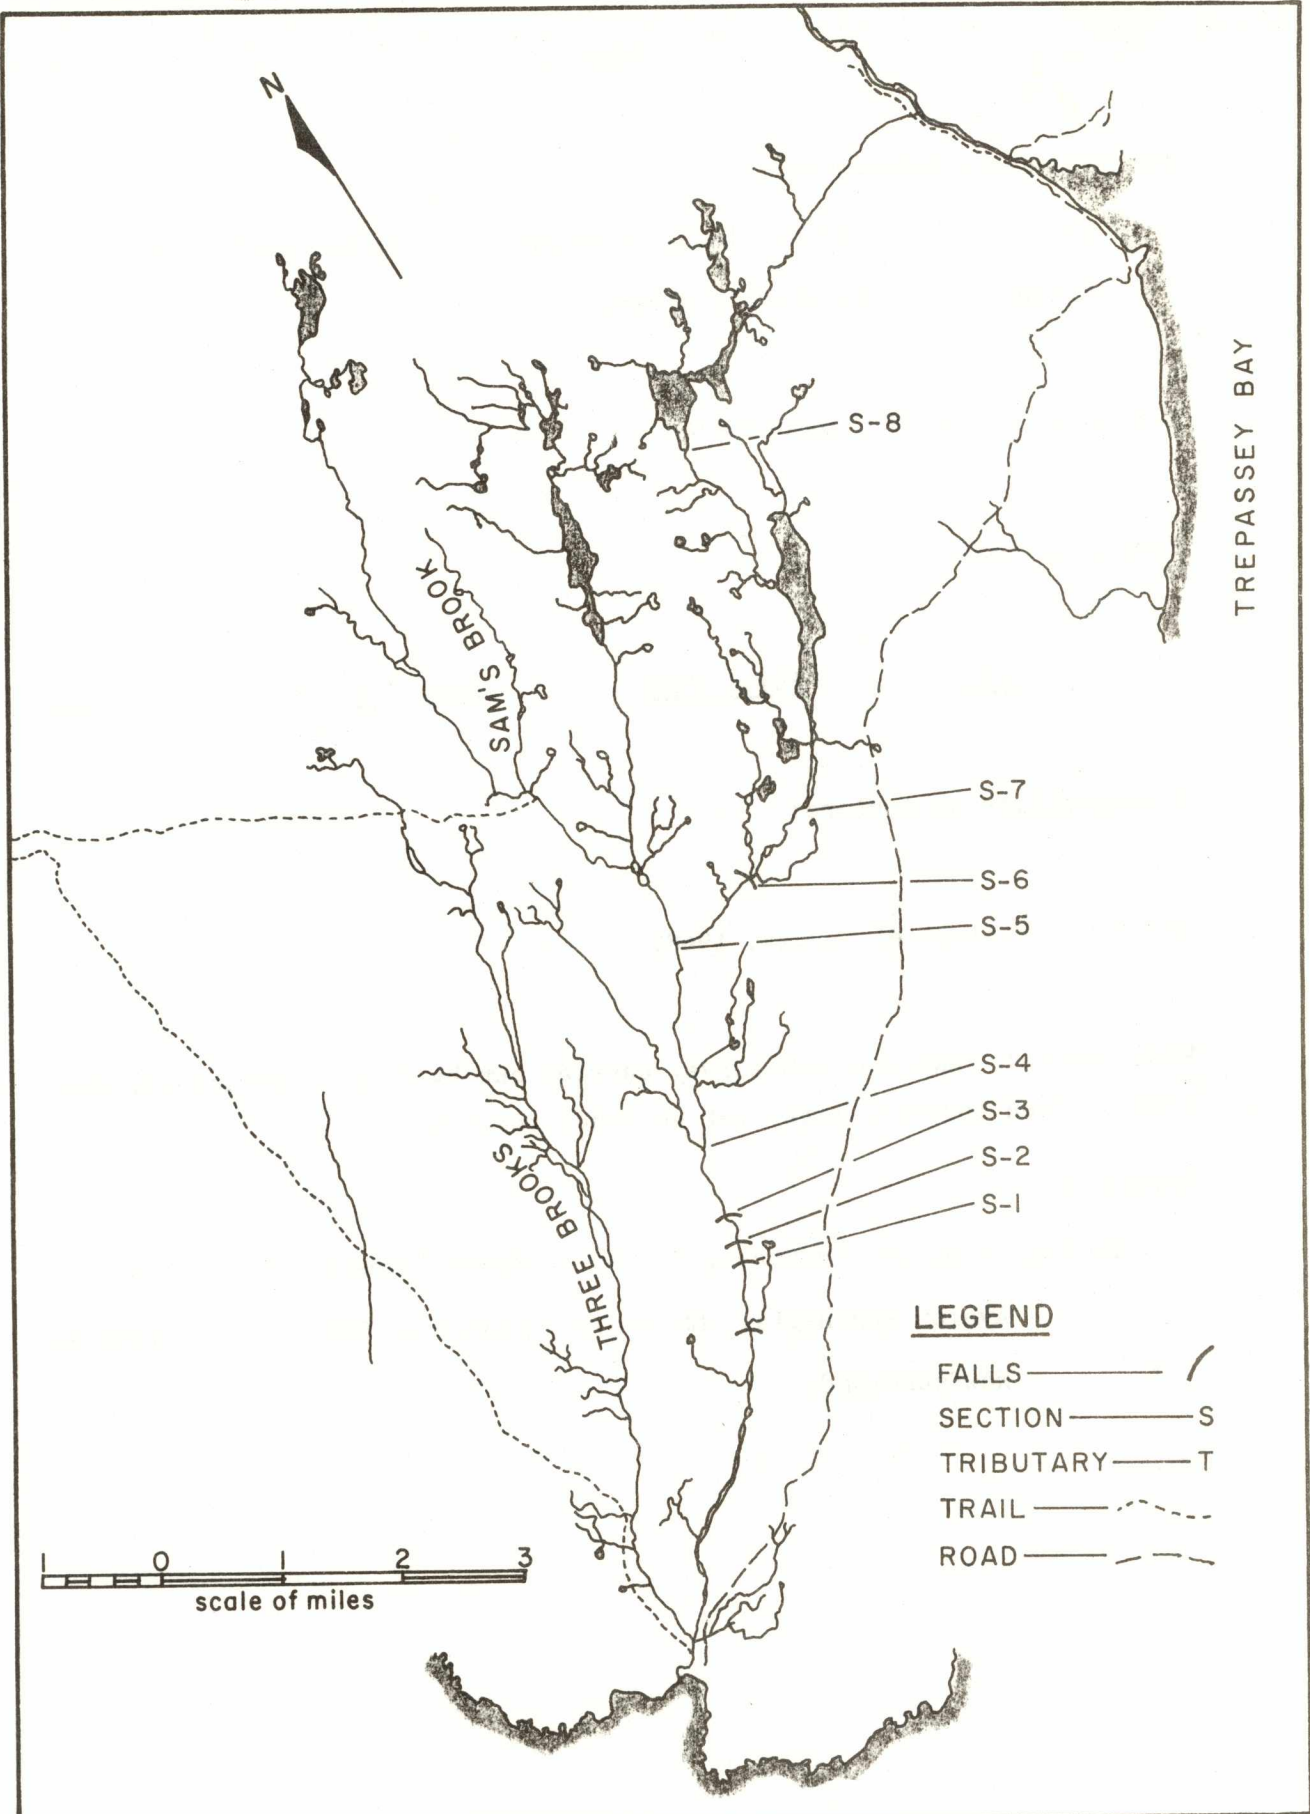 N
S-8
TREPASSEY BAY
SAM'S BROOK
S-7
S-6
S-5
S-4
S-3
S-2
S-1
THREE BROOKS
LEGEND
FALLS
SECTION S
TRIBUTARY T
TRAIL
ROAD
1 0 1 2 3
scale of miles